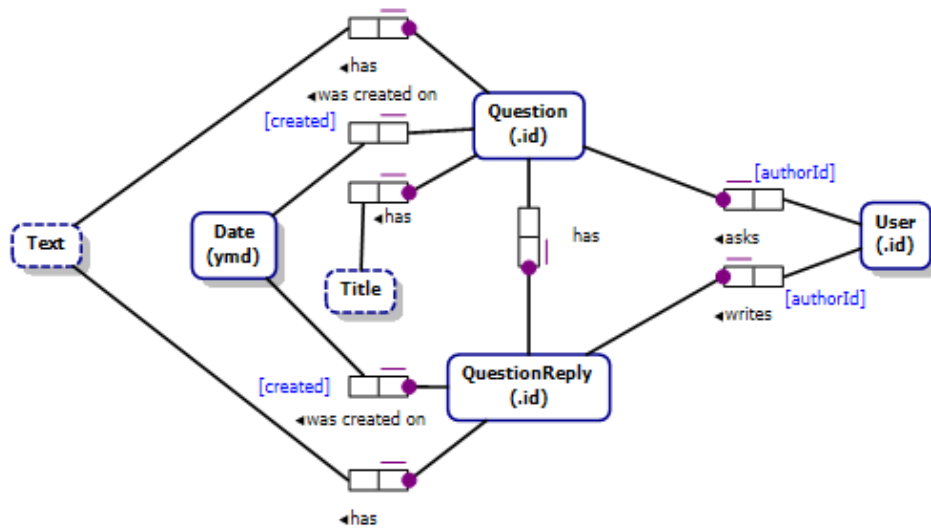 ◂has
◂was created on
[created]
Question
(.id)
[authorId]
◂has
has
Text
Date
(ymd)
User
(.id)
◂asks
Title
[authorId]
◂writes
[created]
QuestionReply
(.id)
◂was created on
◂has